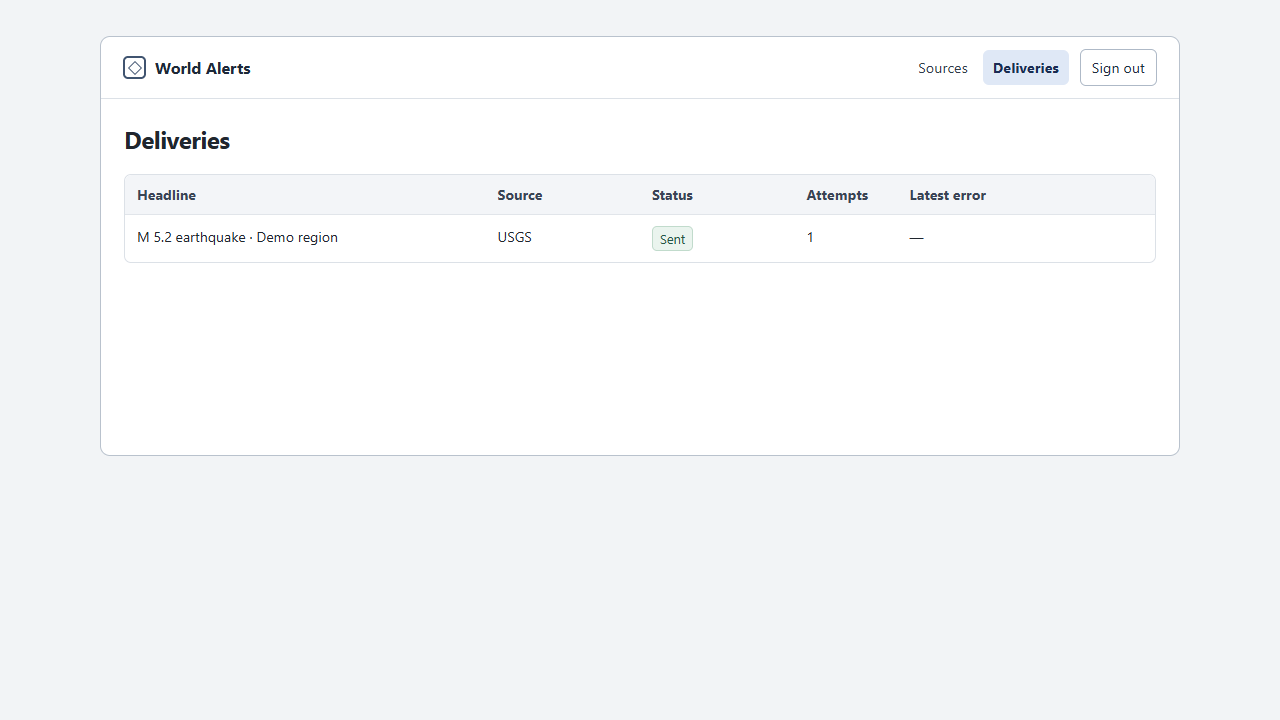 World Alerts
Sources Deliveries Sign out
Deliveries
Headline Source Status Attempts Latest error
M 5.2 earthquake · Demo region USGS Sent 1 —